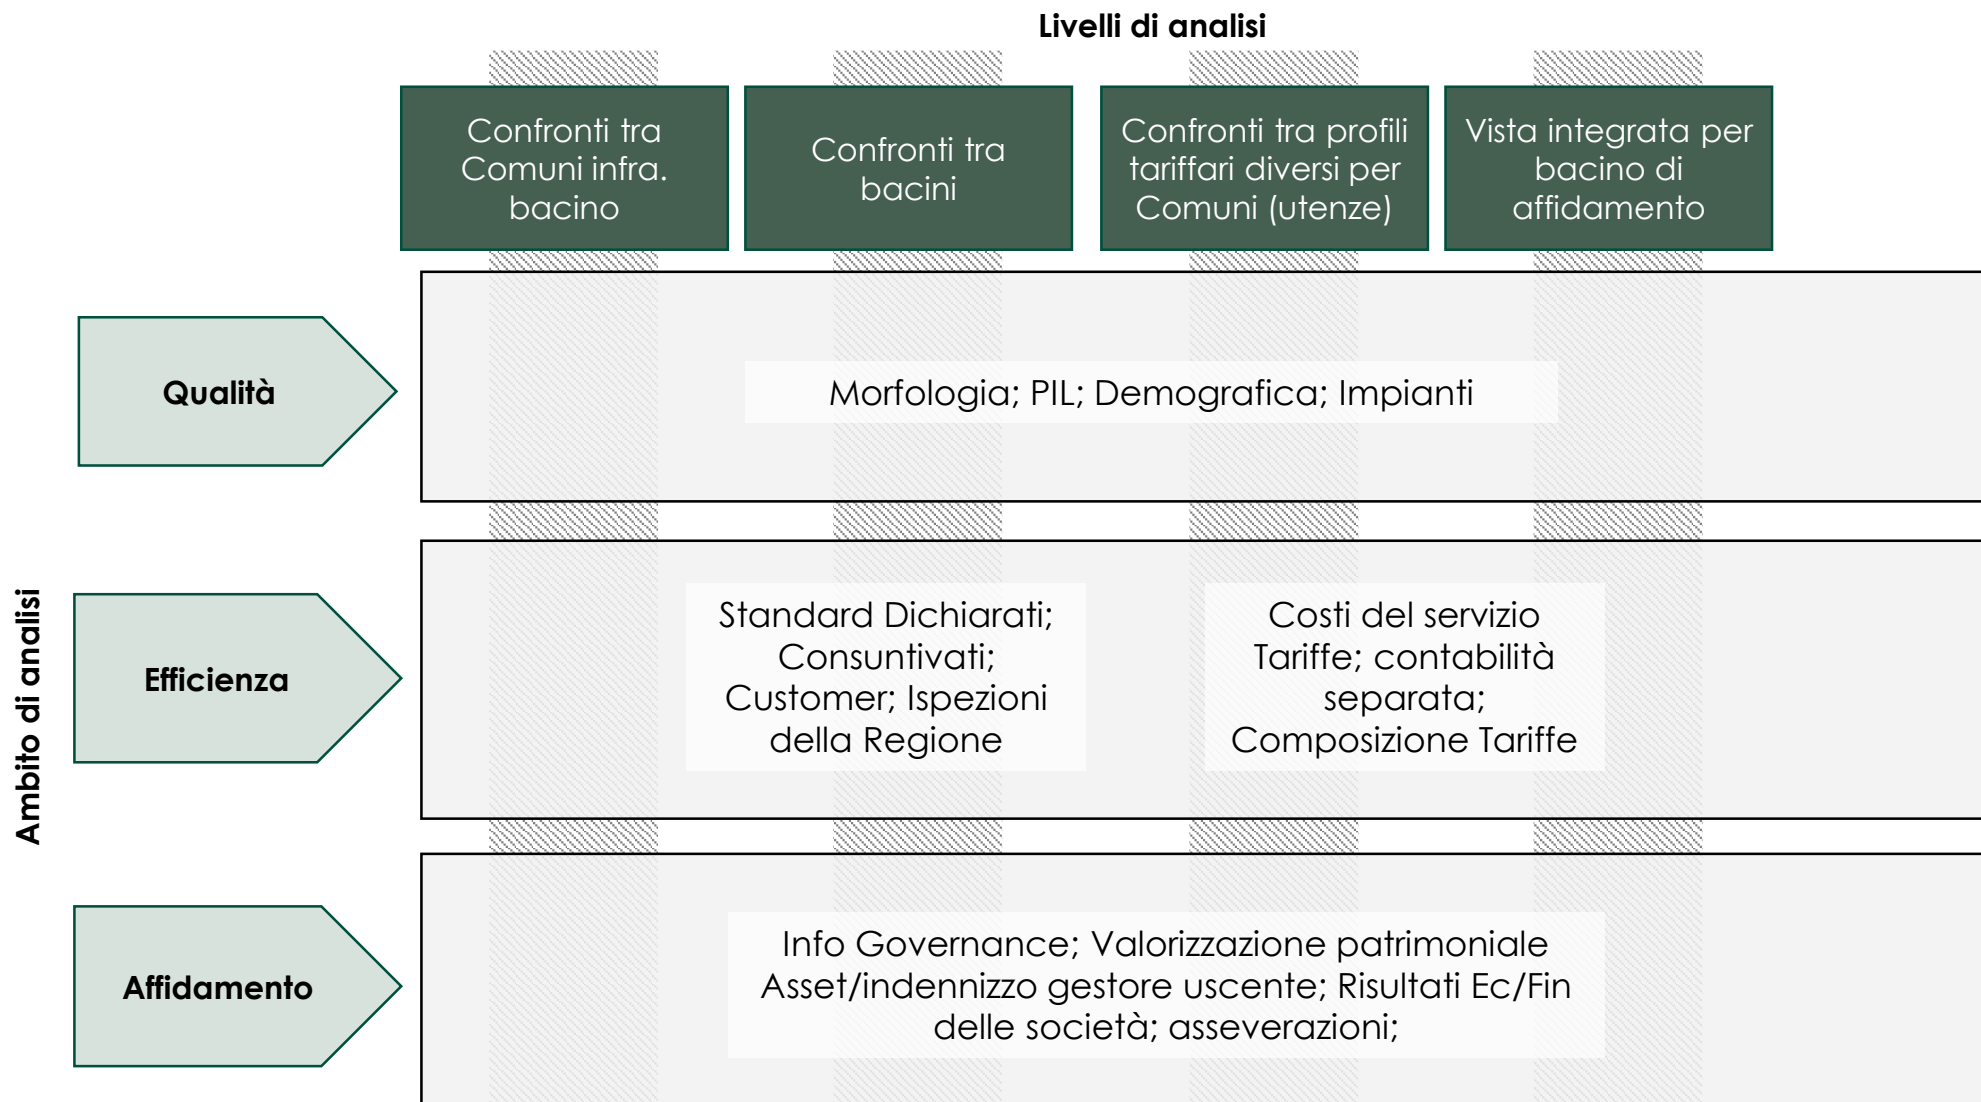 Livelli di analisi
Confronti tra
Comuni infra.
bacino
Confronti tra
bacini
Confronti tra profili
tariffari diversi per
Comuni (utenze)
Vista integrata per
bacino di
affidamento
Ambito di analisi
Qualità
Morfologia; PIL; Demografica; Impianti
Efficienza
Standard Dichiarati;
Consuntivati;
Customer; Ispezioni
della Regione
Costi del servizio
Tariffe; contabilità
separata;
Composizione Tariffe
Affidamento
Info Governance; Valorizzazione patrimoniale
Asset/indennizzo gestore uscente; Risultati Ec/Fin
delle società; asseverazioni;